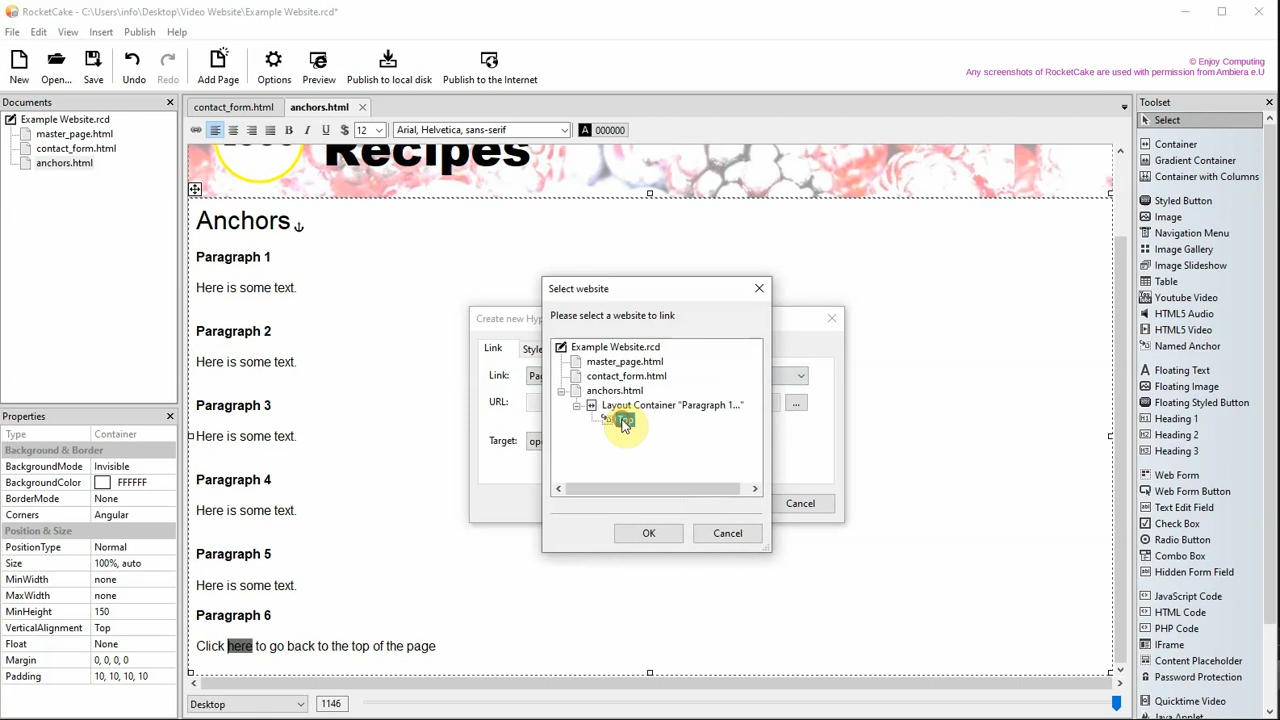 RocketCake - C:\Users\info\Desktop\Video Website\Example Website.rcd*
File Edit View Insert Publish Help
New Open... Save Undo Redo Add Page Options Preview Publish to local disk Publish to the Internet
© Enjoy Computing
Any screenshots of RocketCake are used with permission from Ambiera e.U
Documents
Example Website.rcd
master_page.html
contact_form.html
anchors.html
contact_form.html anchors.html
12 Arial, Helvetica, sans-serif A 000000
Recipes
Anchors
Paragraph 1
Here is some text.
Paragraph 2
Here is some text.
Paragraph 3
Here is some text.
Paragraph 4
Here is some text.
Paragraph 5
Here is some text.
Paragraph 6
Click here to go back to the top of the page
Create new Hyp
Link Style
Link: Pag
URL: ...
Target: ope
Cancel
Select website
Please select a website to link
Example Website.rcd
master_page.html
contact_form.html
anchors.html
Layout Container "Paragraph 1..."
Top
OK Cancel
Properties
Type Container
Background & Border
BackgroundMode Invisible
BackgroundColor FFFFFF
BorderMode None
Corners Angular
Position & Size
PositionType Normal
Size 100%, auto
MinWidth none
MaxWidth none
MinHeight 150
VerticalAlignment Top
Float None
Margin 0, 0, 0, 0
Padding 10, 10, 10, 10
Desktop 1146
Toolset
Select
Container
Gradient Container
Container with Columns
Styled Button
Image
Navigation Menu
Image Gallery
Image Slideshow
Table
Youtube Video
HTML5 Audio
HTML5 Video
Named Anchor
Floating Text
Floating Image
Floating Styled Button
Heading 1
Heading 2
Heading 3
Web Form
Web Form Button
Text Edit Field
Check Box
Radio Button
Combo Box
Hidden Form Field
JavaScript Code
HTML Code
PHP Code
IFrame
Content Placeholder
Password Protection
Quicktime Video
Java Applet